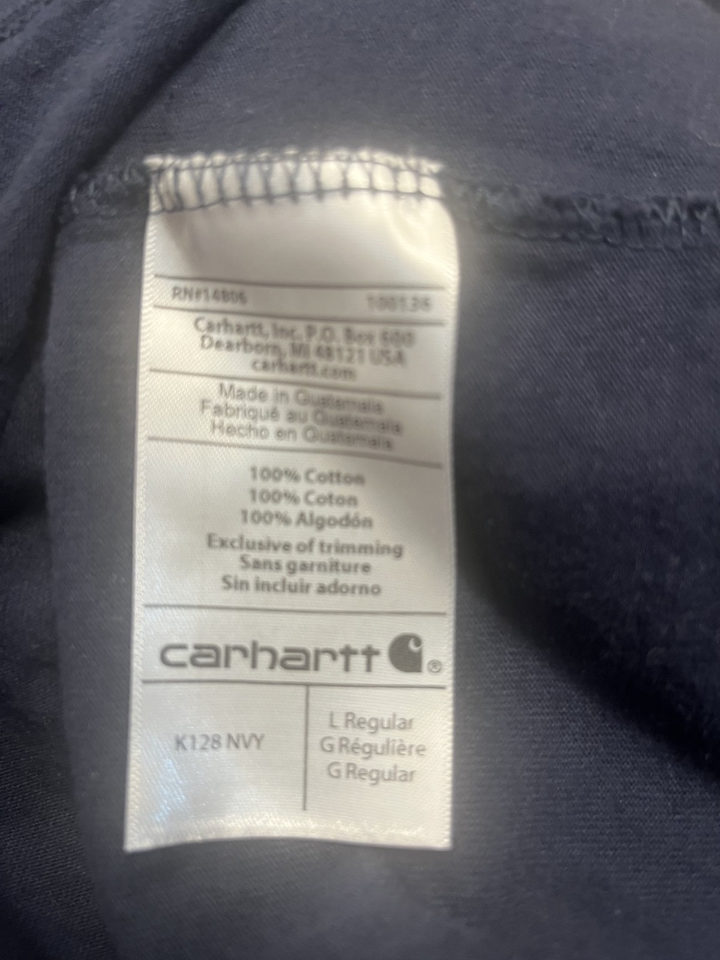 RN#14806 100136
Carhartt, Inc. P.O. Box 600
Dearborn, MI 48121 USA
carhartt.com
Made in Guatemala
Fabriqué au Guatemala
Hecho en Guatemala
100% Cotton
100% Coton
100% Algodón
Exclusive of trimming
Sans garniture
Sin incluir adorno
carhartt ®
K128 NVY
L Regular
G Régulière
G Regular